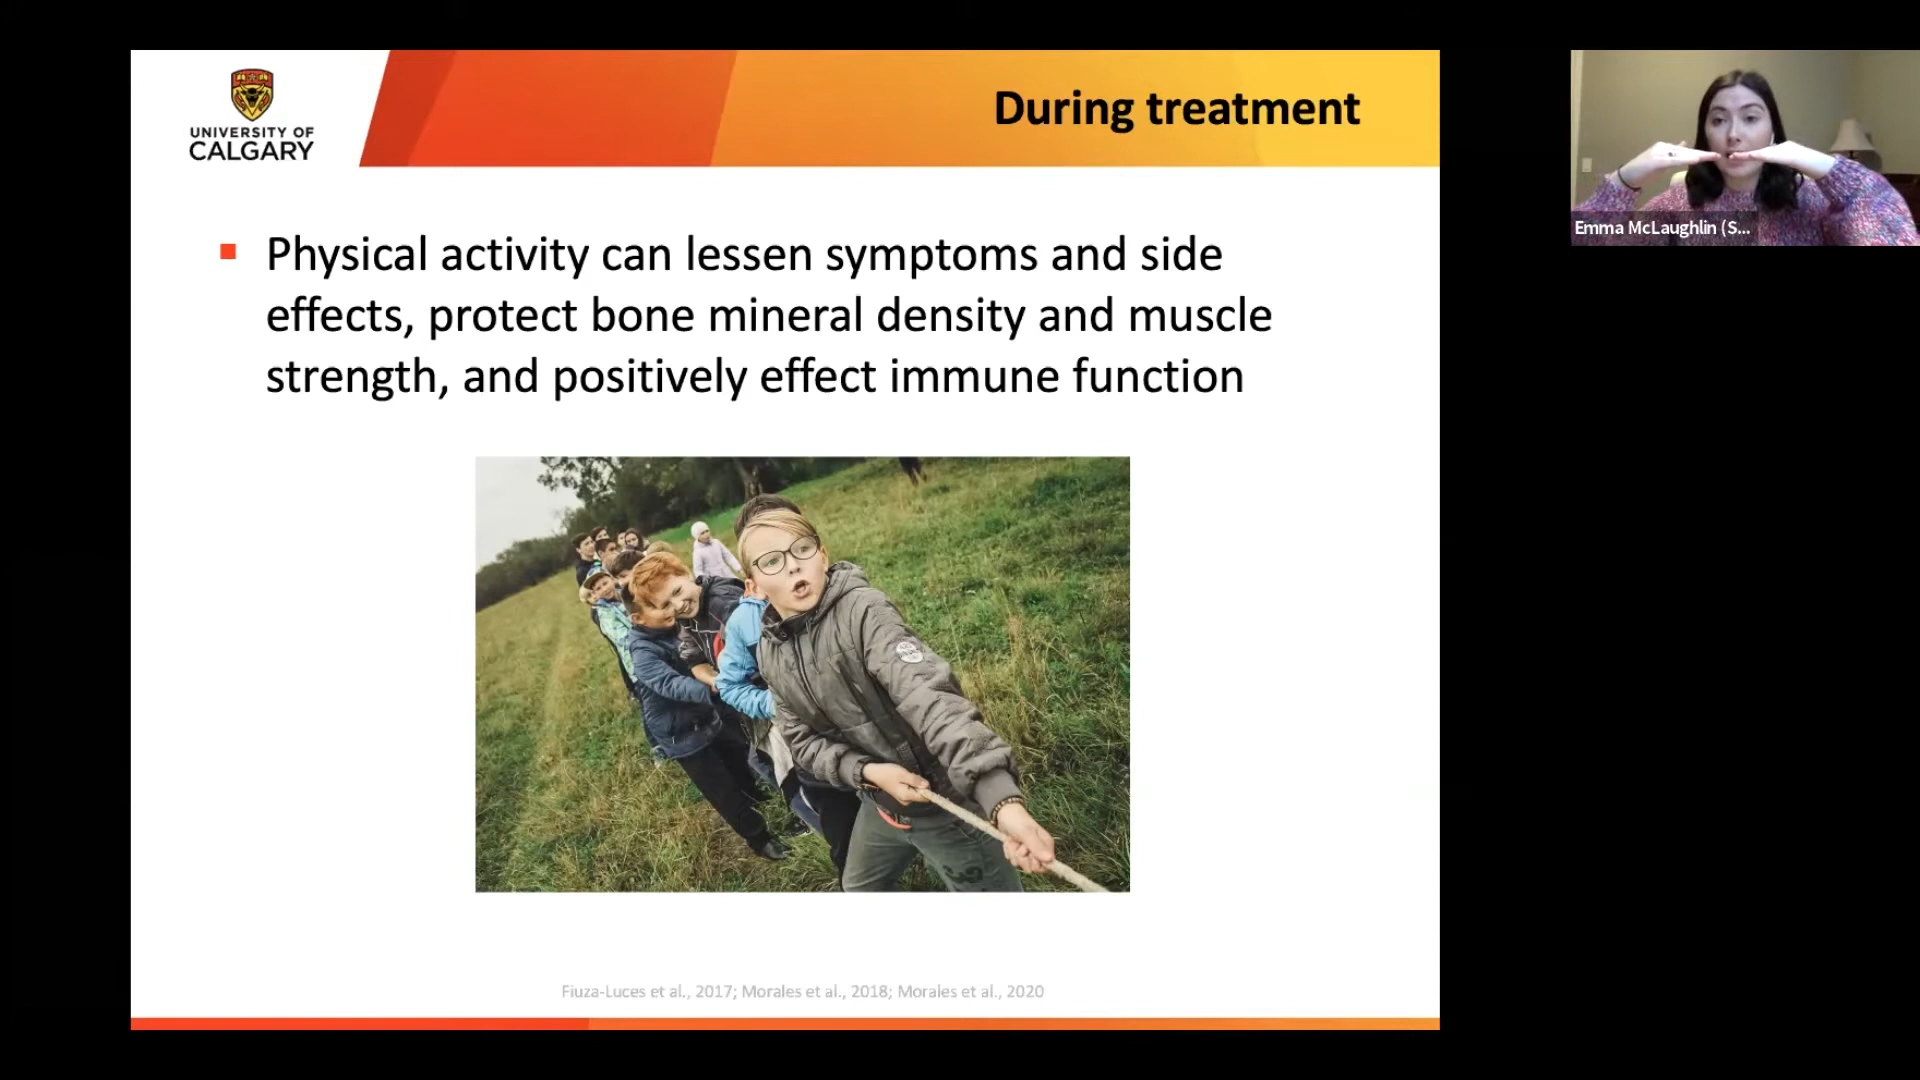 UNIVERSITY OF
CALGARY
During treatment
Emma McLaughlin (S...
Physical activity can lessen symptoms and side
effects, protect bone mineral density and muscle
strength, and positively effect immune function
Fiuza-Luces et al., 2017; Morales et al., 2018; Morales et al., 2020